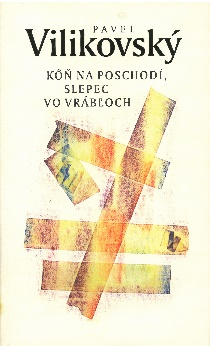 PAVEL
Vilikovský
KÔŇ NA POSCHODÍ,
SLEPEC
VO VRÁBĽOCH